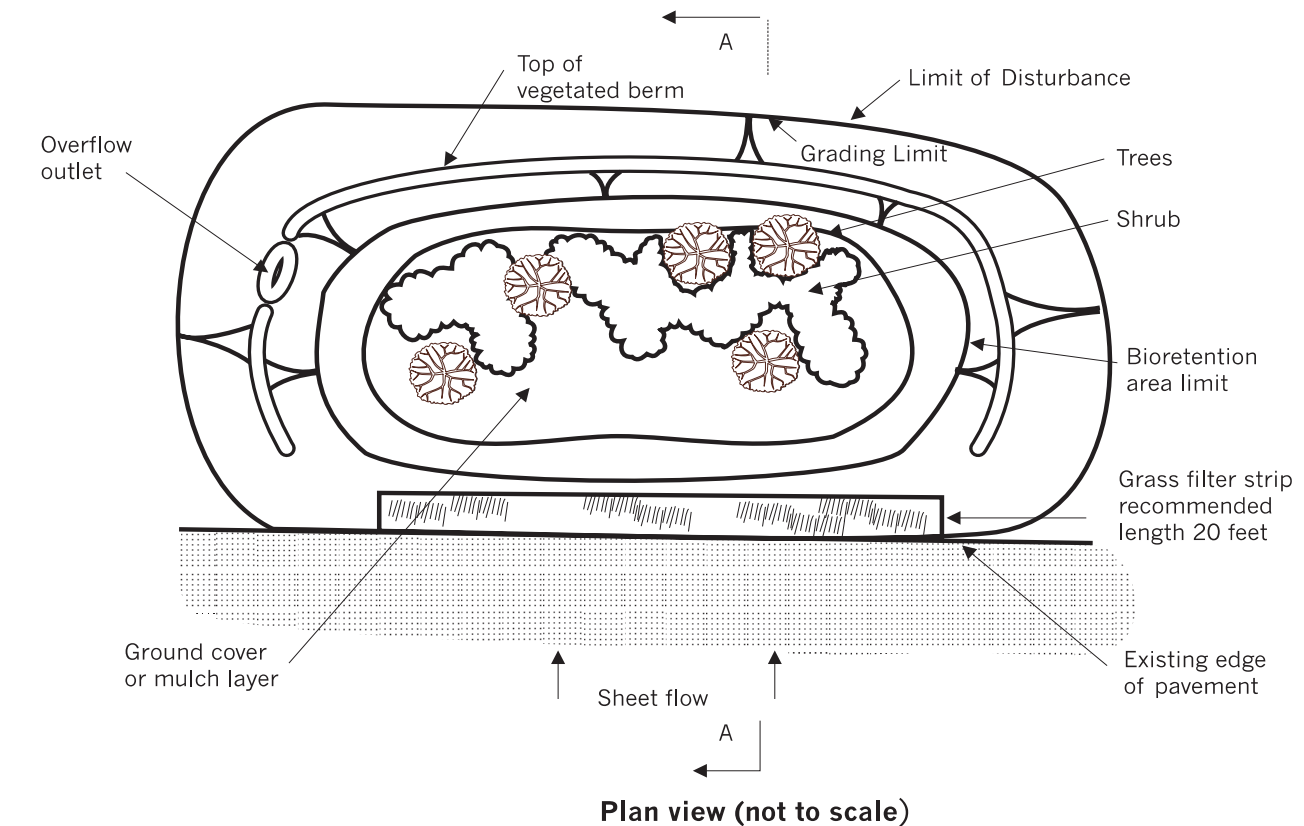 A
Top of
vegetated berm
Limit of Disturbance
Overflow
outlet
Grading Limit
Trees
Shrub
Bioretention
area limit
Grass filter strip
recommended
length 20 feet
Ground cover
or mulch layer
Existing edge
of pavement
Sheet flow
A
Plan view (not to scale)